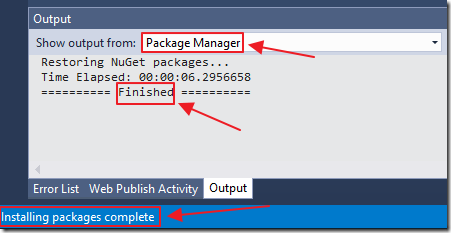 Output
Show output from: Package Manager
Restoring NuGet packages...
Time Elapsed: 00:00:06.2956658
========== Finished ==========
Error List Web Publish Activity Output
Installing packages complete